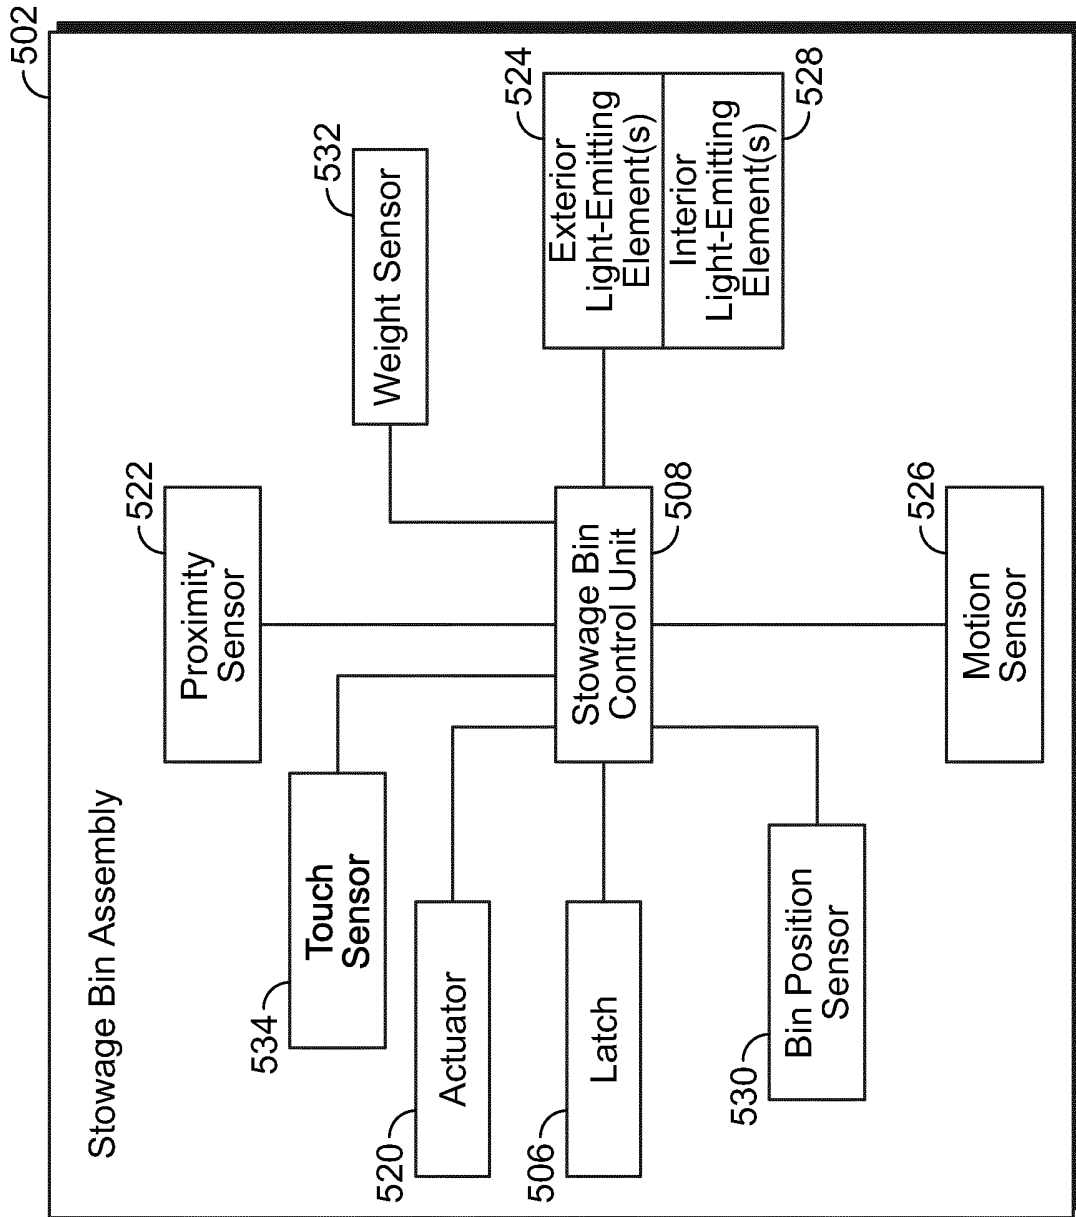 502
Stowage Bin Assembly
534
Touch
Sensor
522
Proximity
Sensor
532
Weight Sensor
520
Actuator
506
Latch
508
Stowage Bin
Control Unit
524
Exterior
Light-Emitting
Element(s)
Interior
Light-Emitting
Element(s)
528
530
Bin Position
Sensor
526
Motion
Sensor